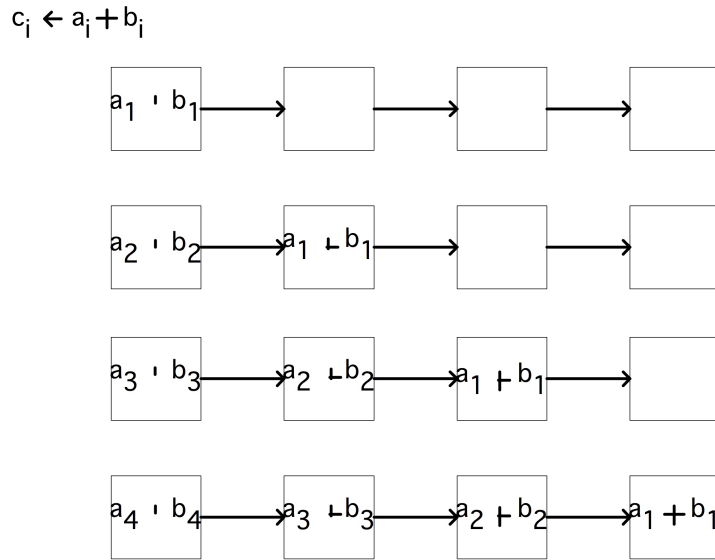 cᵢ ← aᵢ + bᵢ
a₁ ╵ b₁
a₂ ╵ b₂ a₁ ┕ b₁
a₃ ╵ b₃ a₂ ┕ b₂ a₁ ┝ b₁
a₄ ╵ b₄ a₃ ┕ b₃ a₂ ┝ b₂ a₁ + b₁